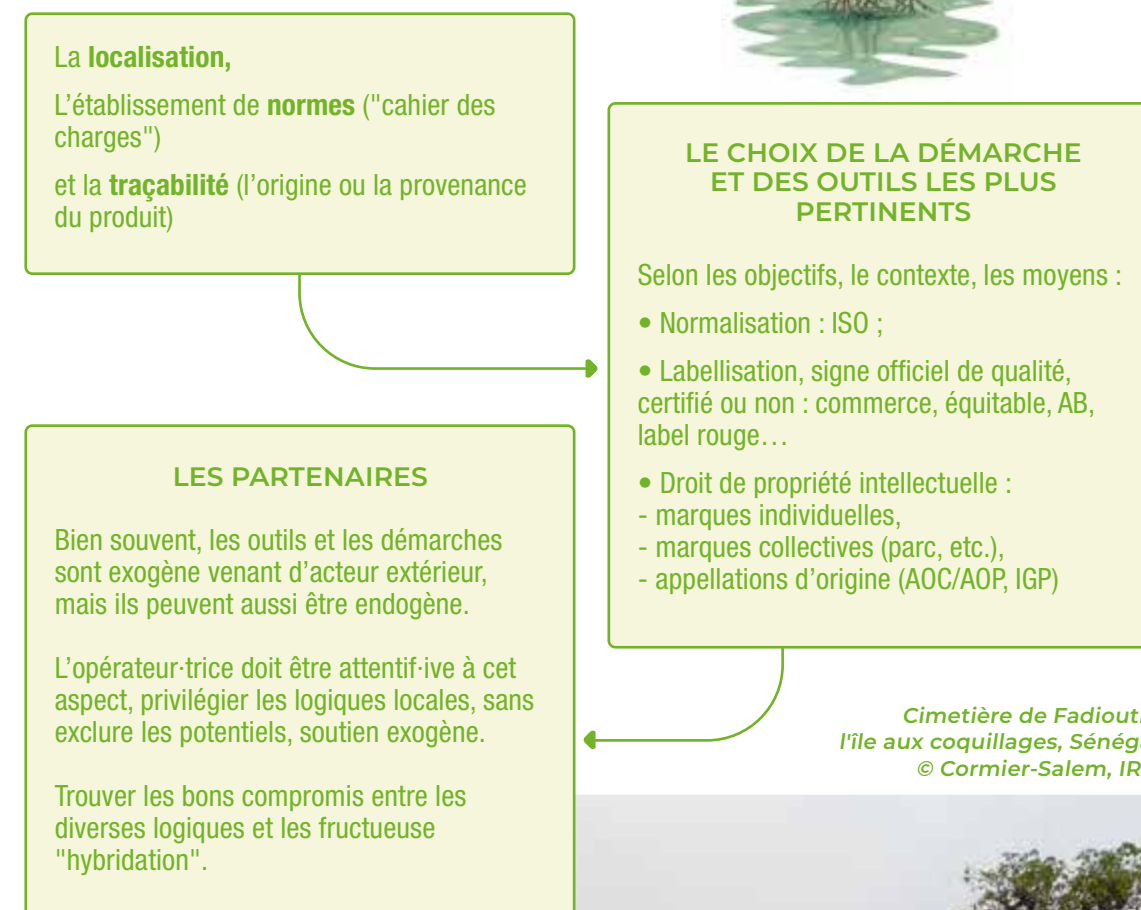 La localisation,
L'établissement de normes ("cahier des
charges")
et la traçabilité (l'origine ou la provenance
du produit)
LE CHOIX DE LA DÉMARCHE
ET DES OUTILS LES PLUS
PERTINENTS
Selon les objectifs, le contexte, les moyens :
• Normalisation : ISO ;
• Labellisation, signe officiel de qualité,
certifié ou non : commerce, équitable, AB,
label rouge…
• Droit de propriété intellectuelle :
- marques individuelles,
- marques collectives (parc, etc.),
- appellations d'origine (AOC/AOP, IGP)
LES PARTENAIRES
Bien souvent, les outils et les démarches
sont exogène venant d'acteur extérieur,
mais ils peuvent aussi être endogène.
L'opérateur·trice doit être attentif·ive à cet
aspect, privilégier les logiques locales, sans
exclure les potentiels, soutien exogène.
Trouver les bons compromis entre les
diverses logiques et les fructueuse
"hybridation".
Cimetière de
l'île aux coquillages,
© Cormier-Salem,